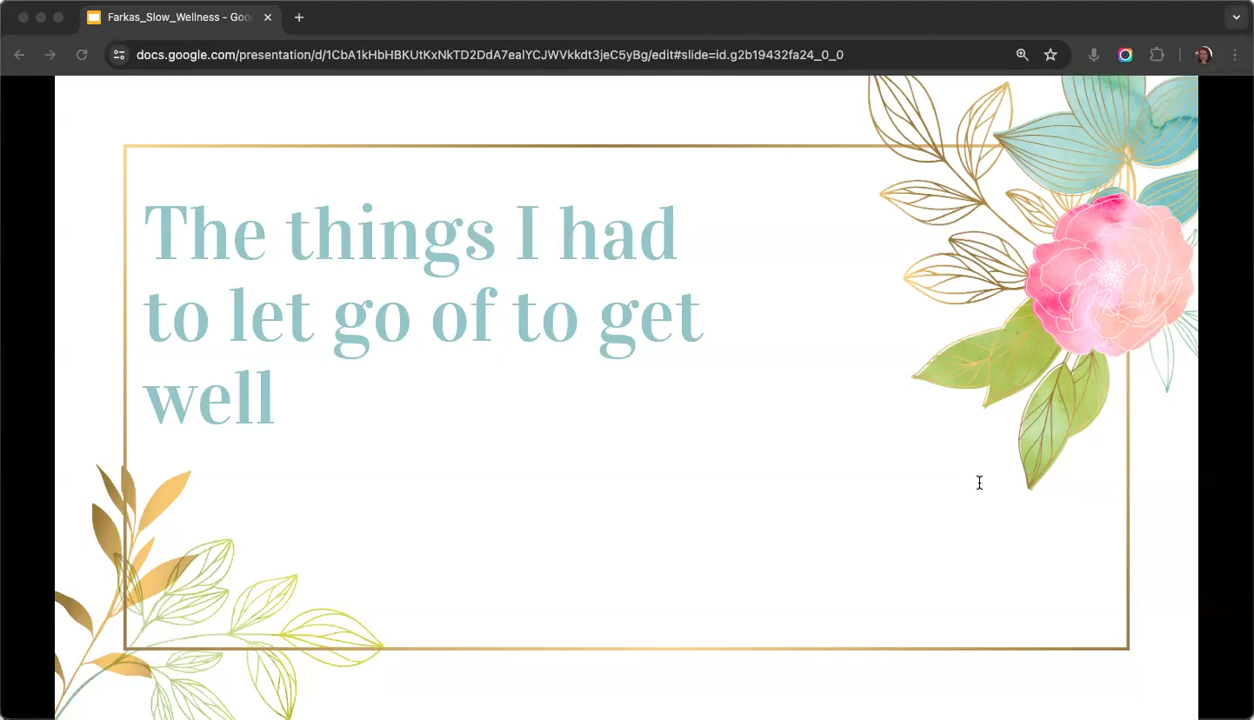 Farkas_Slow_Wellness - Goo
docs.google.com/presentation/d/1CbA1kHbHBKUtKxNkTD2DdA7ealYCJWVkkdt3jeC5yBg/edit#slide=id.g2b19432fa24_0_0
The things I had
to let go of to get
well